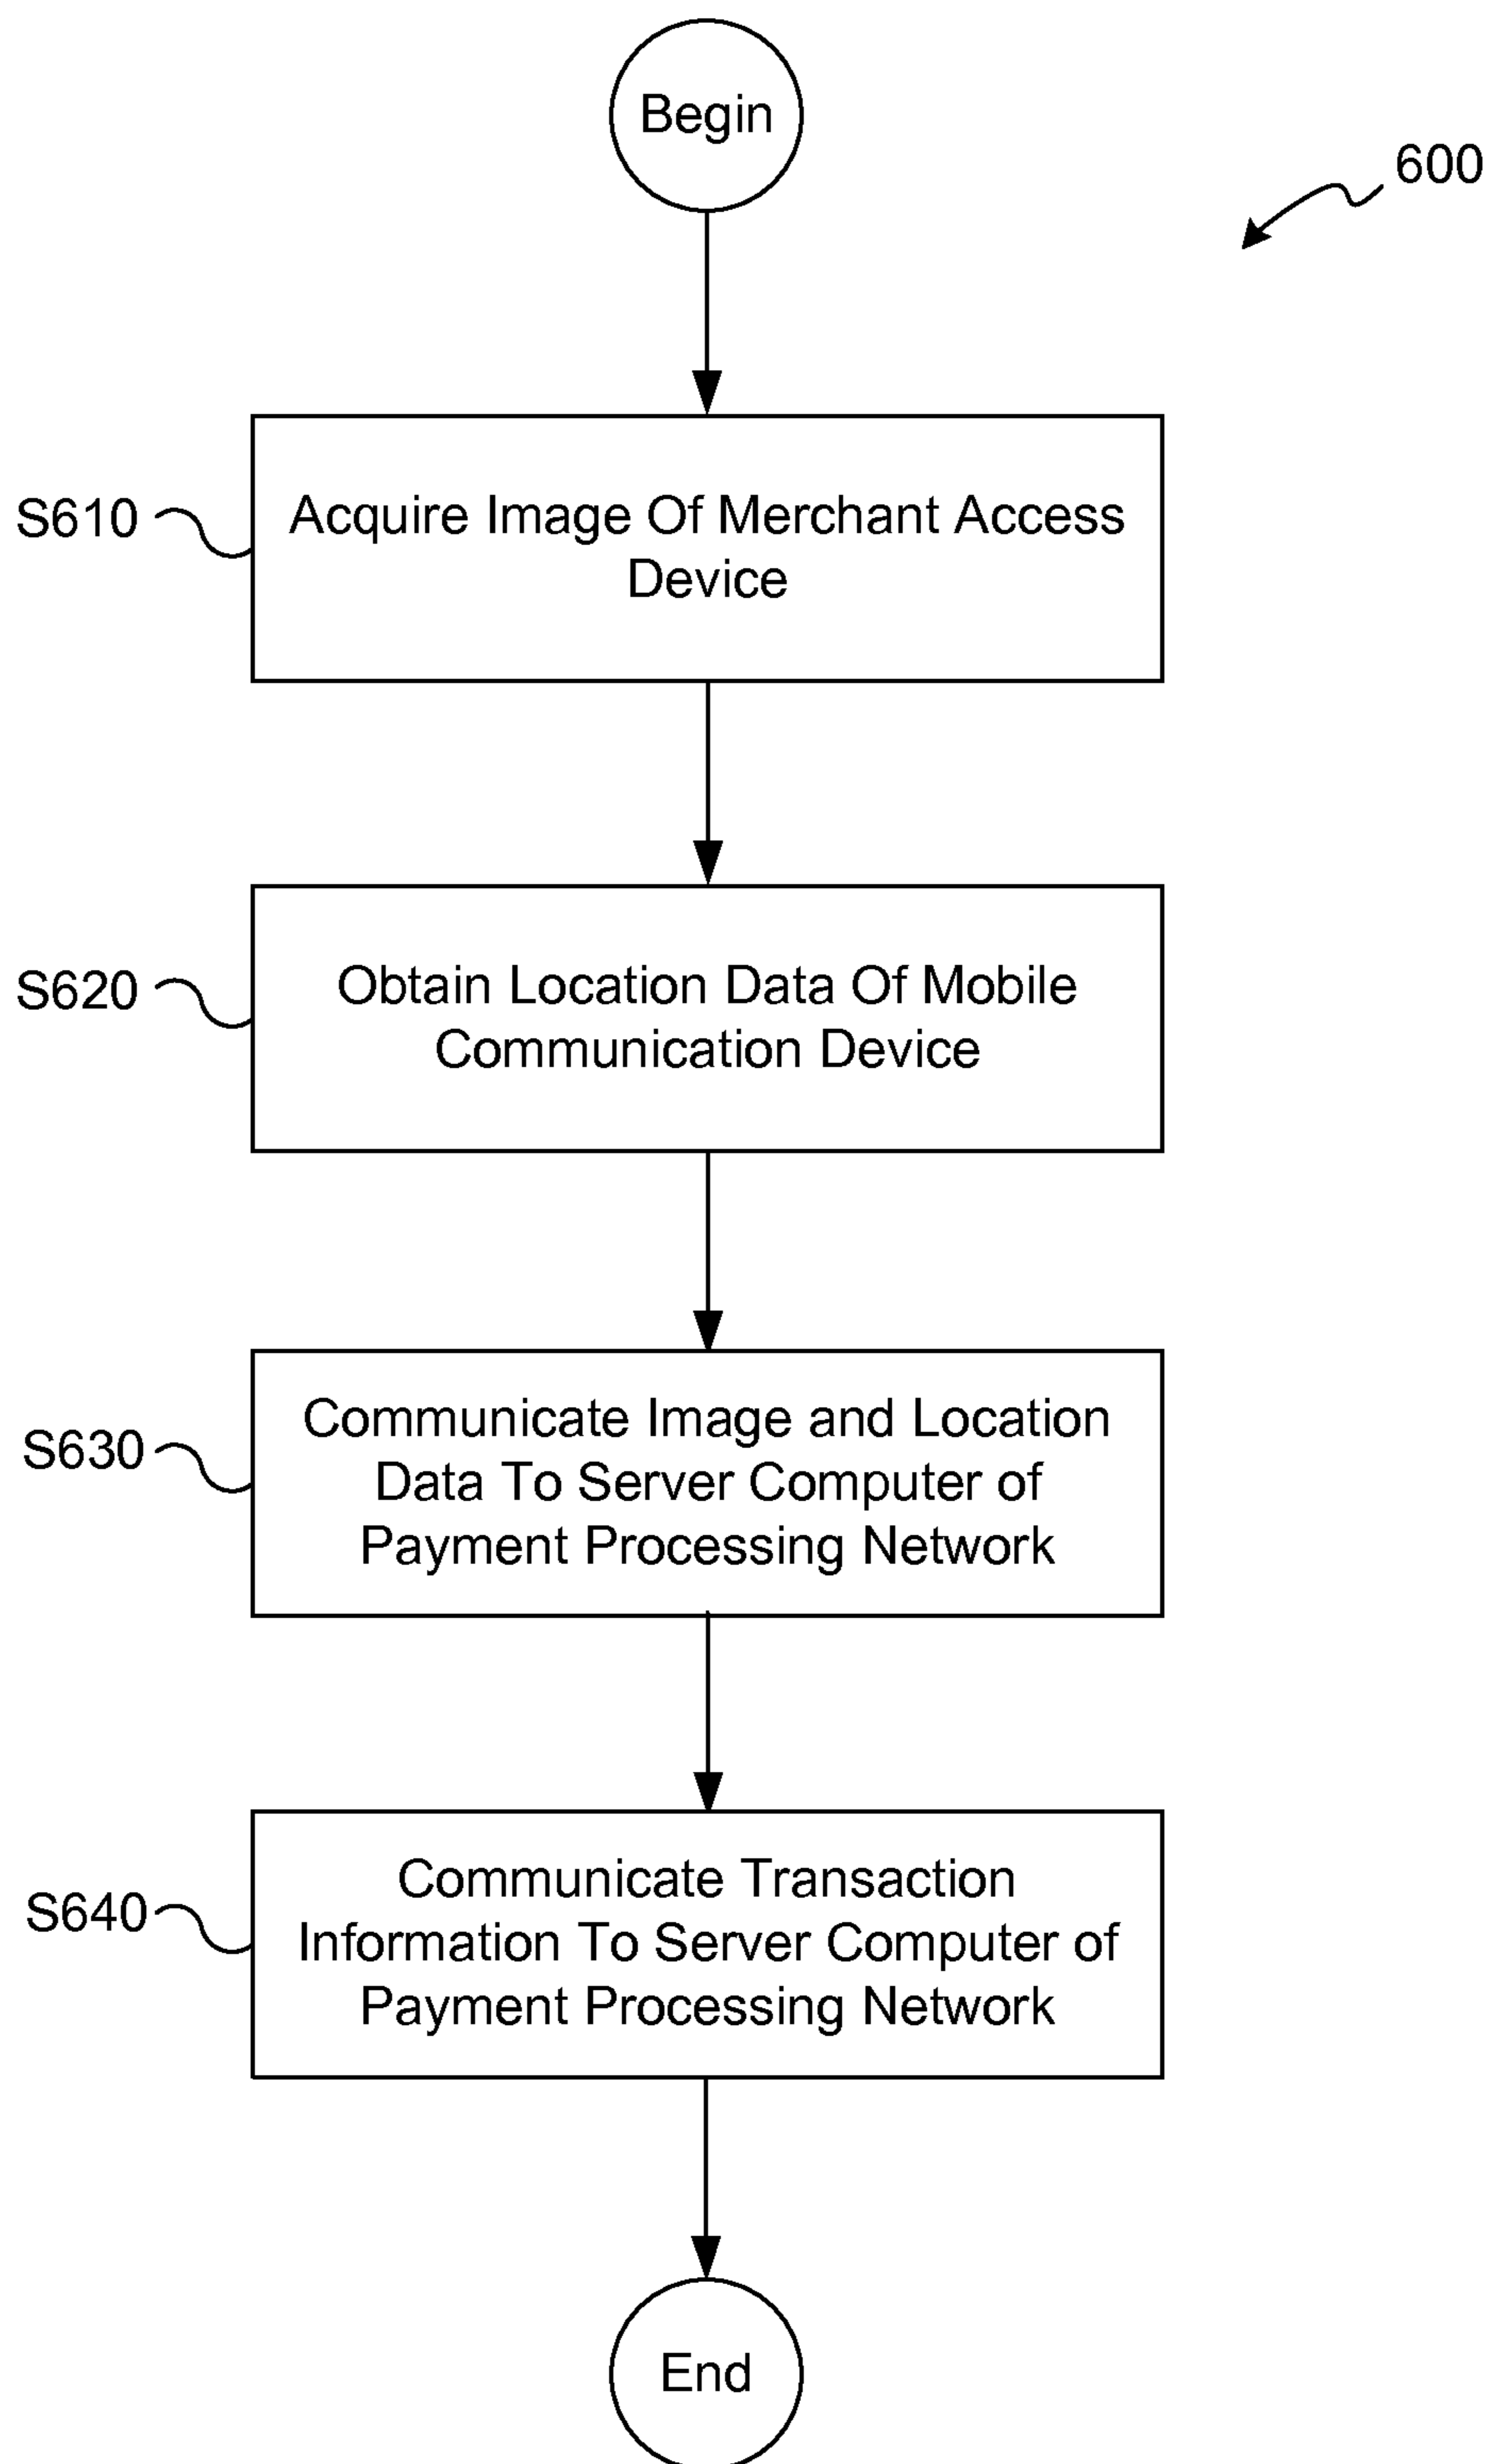 Begin
600
S610
Acquire Image Of Merchant Access
Device
S620
Obtain Location Data Of Mobile
Communication Device
S630
Communicate Image and Location
Data To Server Computer of
Payment Processing Network
S640
Communicate Transaction
Information To Server Computer of
Payment Processing Network
End